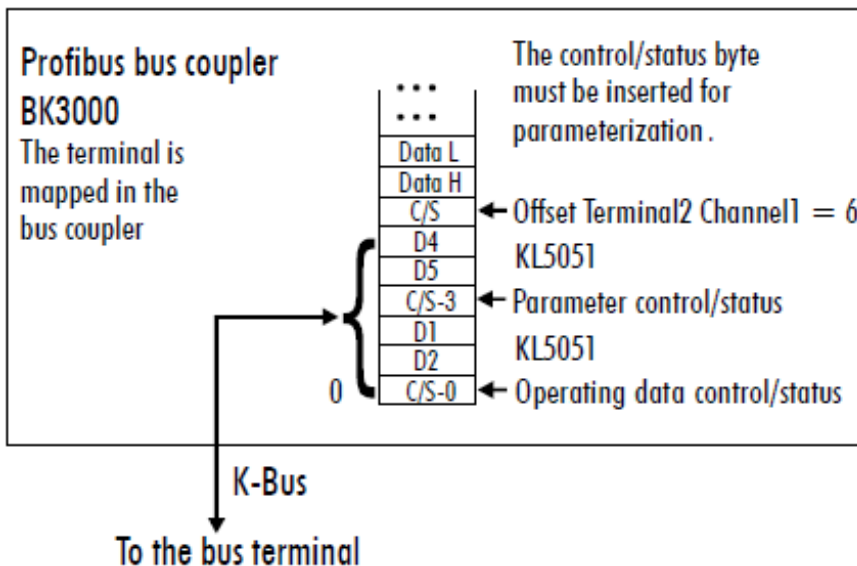 Profibus bus coupler
BK3000
The terminal is
mapped in the
bus coupler
The control/status byte
must be inserted for
parameterization .
...
...
Data L
Data H
C/S
Offset Terminal2 Channel1 = 6
D4
KL5051
D5
C/S-3
Parameter control/status
D1
KL5051
D2
0
C/S-0
Operating data control/status
K-Bus
To the bus terminal